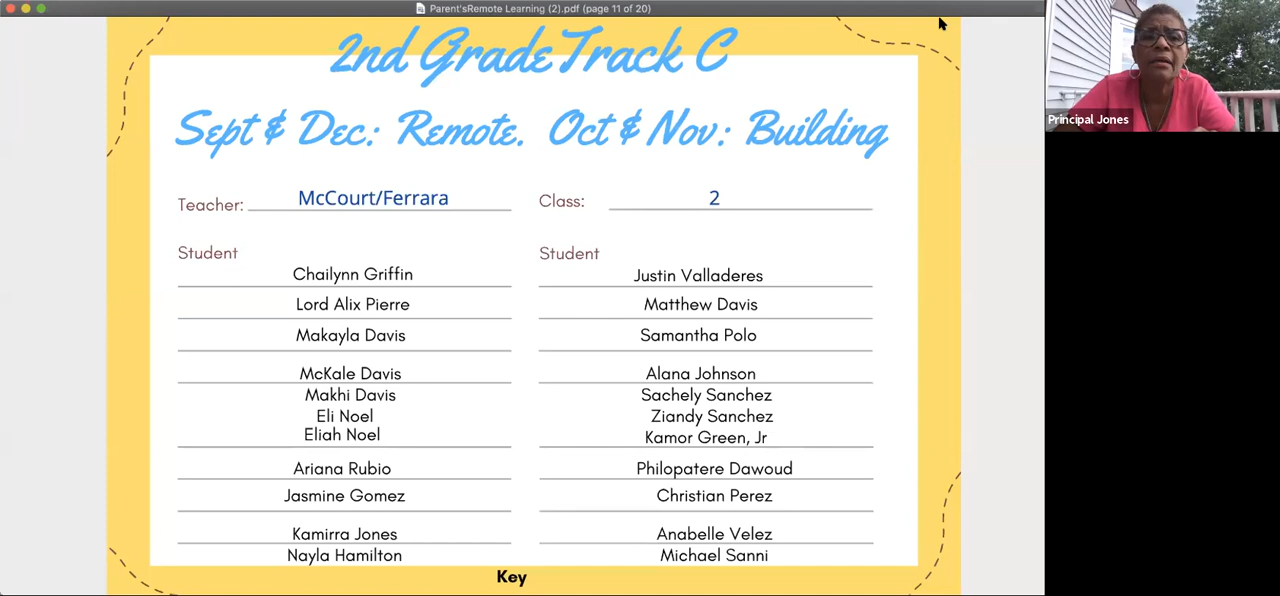 Parent'sRemote Learning (2).pdf (page 11 of 20)
2nd Grade Track C
Sept & Dec: Remote. Oct & Nov: Building
Teacher: McCourt/Ferrara Class: 2
Student Student
Chailynn Griffin Justin Valladeres
Lord Alix Pierre Matthew Davis
Makayla Davis Samantha Polo
McKale Davis Alana Johnson
Makhi Davis Sachely Sanchez
Eli Noel Ziandy Sanchez
Eliah Noel Kamor Green, Jr
Ariana Rubio Philopatere Dawoud
Jasmine Gomez Christian Perez
Kamirra Jones Anabelle Velez
Nayla Hamilton Michael Sanni
Key
Principal Jones